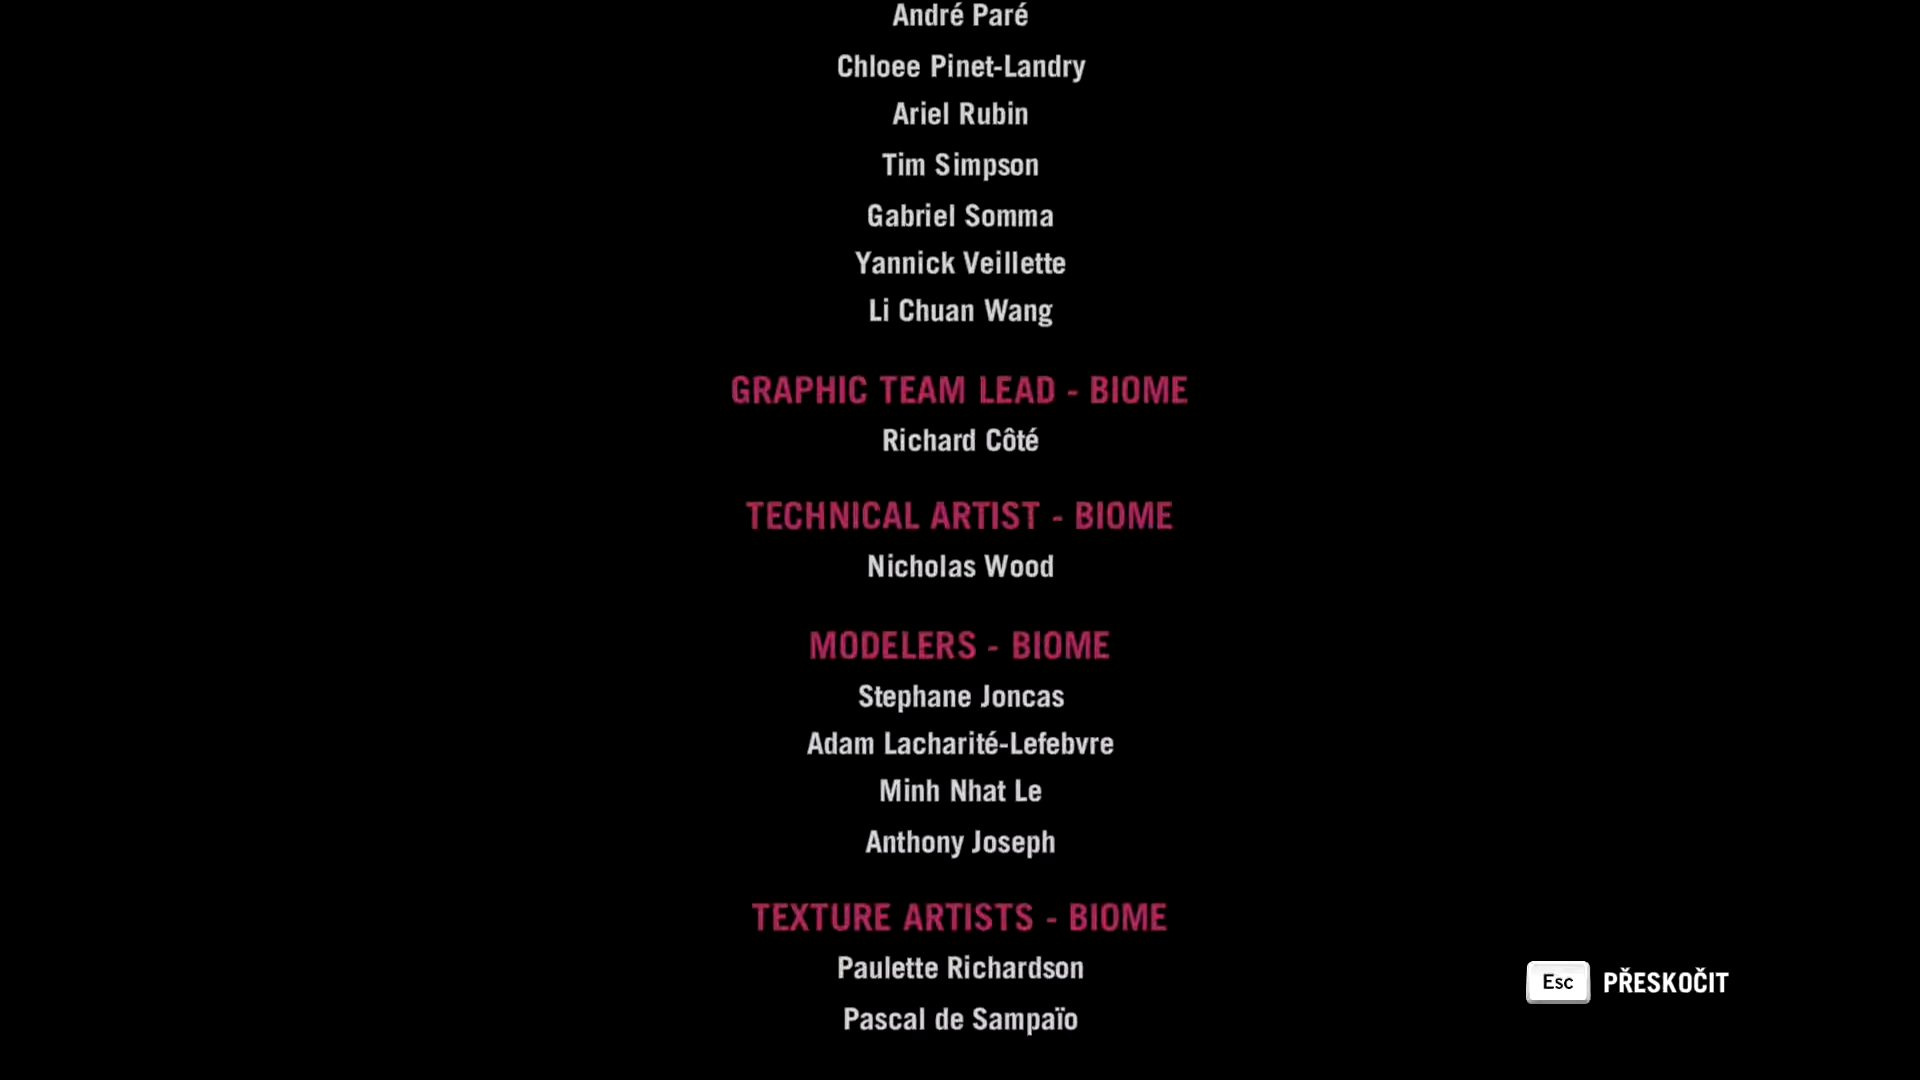 André Paré
Chloee Pinet-Landry
Ariel Rubin
Tim Simpson
Gabriel Somma
Yannick Veillette
Li Chuan Wang
GRAPHIC TEAM LEAD - BIOME
Richard Côté
TECHNICAL ARTIST - BIOME
Nicholas Wood
MODELERS - BIOME
Stephane Joncas
Adam Lacharité-Lefebvre
Minh Nhat Le
Anthony Joseph
TEXTURE ARTISTS - BIOME
Paulette Richardson
Esc PŘESKOČIT
Pascal de Sampaïo